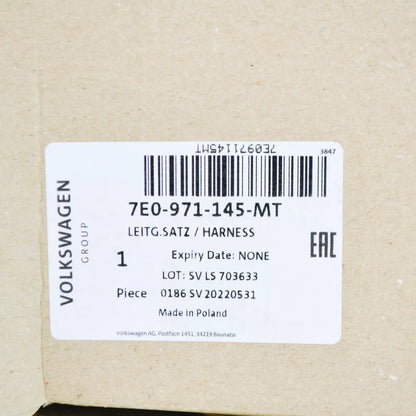 3847
7E0971145MT
7E0-971-145-MT
LEITG.SATZ / HARNESS
1 Expiry Date: NONE
LOT: SV LS 703633
Piece 0186 SV 20220531
Made in Poland
Volkswagen AG, Postfach 1451, 34219 Baunatal
VOLKSWAGEN
GROUP
EAC